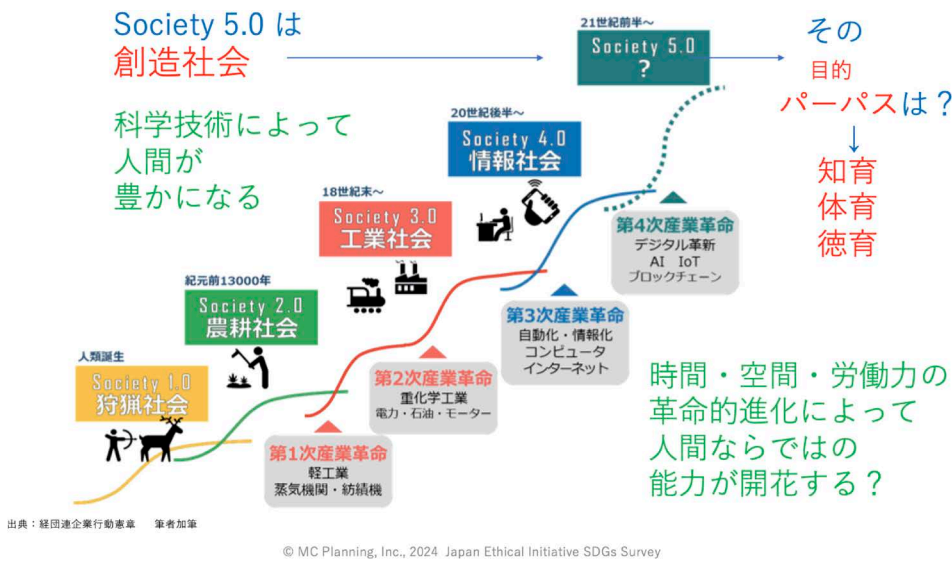 Society 5.0 は
創造社会
科学技術によって
人間が
豊かになる
21世紀前半~
Society 5.0
?
その
目的
パーパスは?
↓
知育
体育
徳育
20世紀後半~
Society 4.0
情報社会
18世紀末~
Society 3.0
工業社会
紀元前13000年
Society 2.0
農耕社会
人類誕生
Society 1.0
狩猟社会
第1次産業革命
軽工業
蒸気機関・紡績機
第2次産業革命
重化学工業
電力・石油・モーター
第3次産業革命
自動化・情報化
コンピュータ
インターネット
第4次産業革命
デジタル革新
AI IoT
ブロックチェーン
時間・空間・労働力の
革命的進化によって
人間ならではの
能力が開花する?
出典:経団連企業行動憲章 筆者加筆
© MC Planning, Inc., 2024 Japan Ethical Initiative SDGs Survey